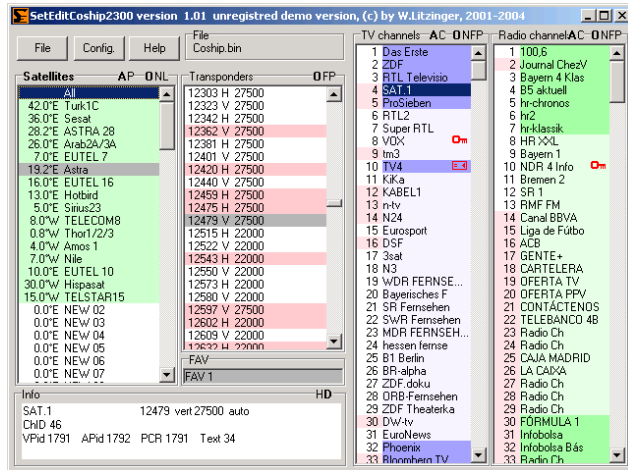 SetEditCoship2300 version 1.01 unregistred demo version, (c) by W.Litzinger, 2001-2004
File Config. Help
File
Coship.bin
Satellites AP-ONL
All
42.0°E Turk1C
36.0°E Sesat
28.2°E ASTRA 28
26.0°E Arab2A/3A
7.0°E EUTEL 7
19.2°E Astra
16.0°E EUTEL 16
13.0°E Hotbird
5.0°E Sirius23
8.0°W TELECOM8
0.8°W Thor1/2/3
4.0°W Amos 1
7.0°W Nile
10.0°E EUTEL 10
30.0°W Hispasat
15.0°W TELSTAR15
0.0°E NEW 02
0.0°E NEW 03
0.0°E NEW 04
0.0°E NEW 05
0.0°E NEW 06
0.0°E NEW 07
Transponders OFP
12303 H 27500
12323 V 27500
12342 H 27500
12362 V 27500
12381 H 27500
12401 V 27500
12420 H 27500
12440 V 27500
12459 H 27500
12475 H 27500
12479 V 27500
12515 H 22000
12522 V 22000
12543 H 22000
12550 V 22000
12573 H 22000
12580 V 22000
12597 V 27500
12602 H 22000
12609 V 22000
12632 H 22000
FAV
FAV 1
Info HD
SAT.1 12479 vert 27500 auto
ChID 46
VPid 1791 APid 1792 PCR 1791 Text 34
TV channels AC-ONFP
1 Das Erste
2 ZDF
3 RTL Televisio
4 SAT.1
5 ProSieben
6 RTL2
7 Super RTL
8 VOX
9 tm3
10 TV4
11 KiKa
12 KABEL1
13 n-tv
14 N24
15 Eurosport
16 DSF
17 3sat
18 N3
19 WDR FERNSE...
20 Bayerisches F
21 SR Fernsehen
22 SWR Fernsehen
23 MDR FERNSEH...
24 hessen fernse
25 B1 Berlin
26 BR-alpha
27 ZDF.doku
28 ORB-Fernsehen
29 ZDF Theaterka
30 DW-tv
31 EuroNews
32 Phoenix
33 Bloomberg TV
Radio channelAC-ONFP
1 100,6
2 Journal ChezV
3 Bayern 4 Klas
4 B5 aktuell
5 hr-chronos
6 hr2
7 hr-klassik
8 HR XXL
9 Bayern 1
10 NDR 4 Info
11 Bremen 2
12 SR 1
13 RMF FM
14 Canal BBVA
15 Liga de Fútbo
16 ACB
17 GENTE+
18 CARTELERA
19 OFERTA TV
20 OFERTA PPV
21 CONTÁCTENOS
22 TELEBANCO 4B
23 Radio Ch
24 Radio Ch
25 CAJA MADRID
26 LA CAIXA
27 Radio Ch
28 Radio Ch
29 Radio Ch
30 FÓRMULA 1
31 Infobolsa
32 Infobolsa Bás
33 Radio Ch